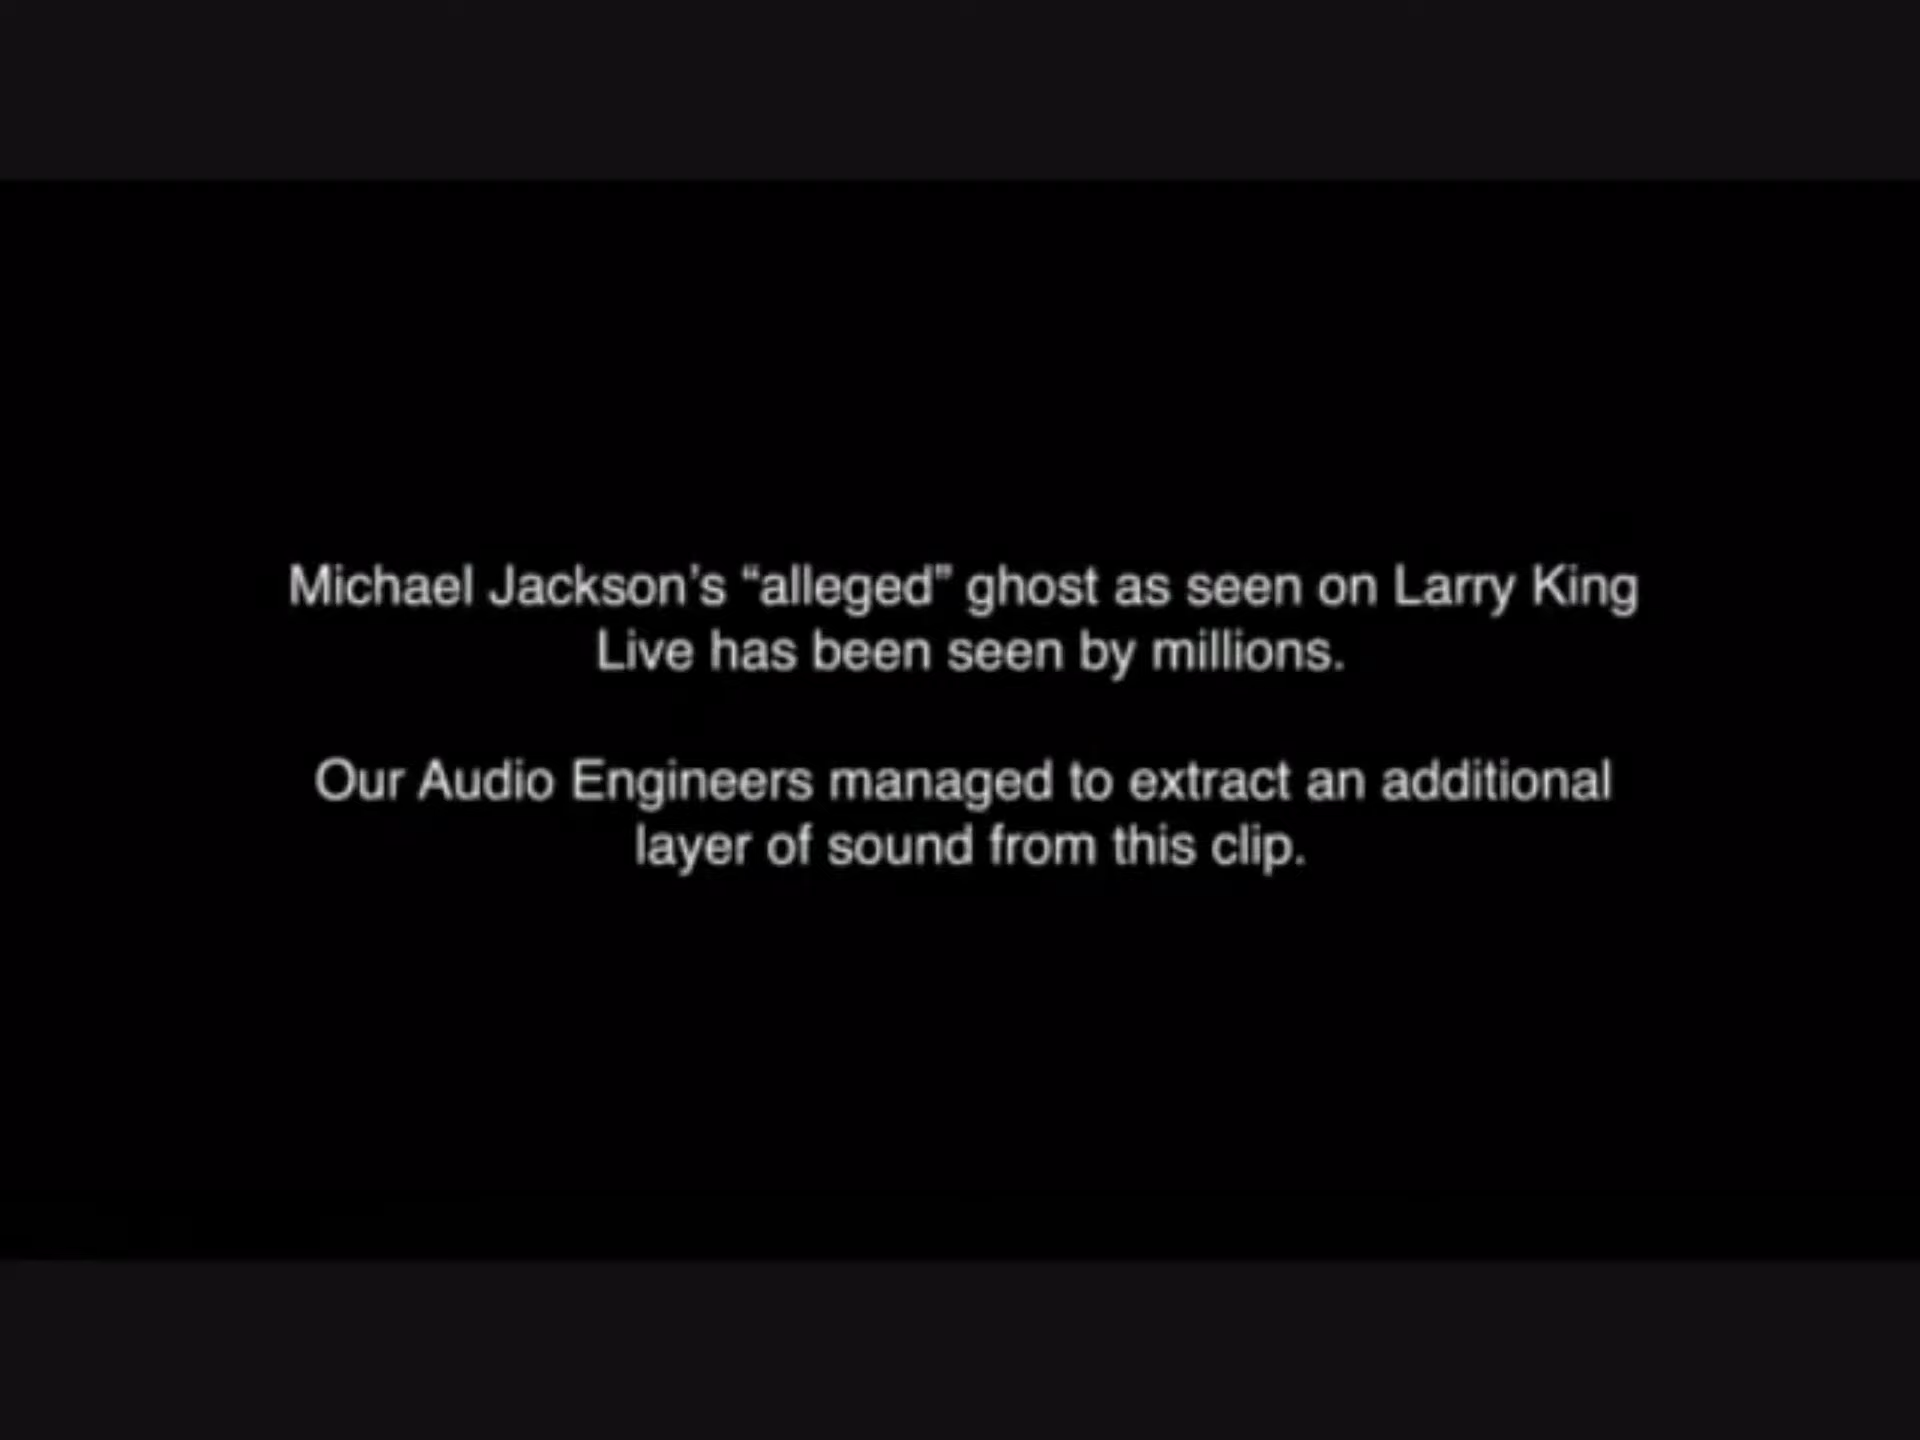 Michael Jackson’s “alleged” ghost as seen on Larry King
Live has been seen by millions.
Our Audio Engineers managed to extract an additional
layer of sound from this clip.